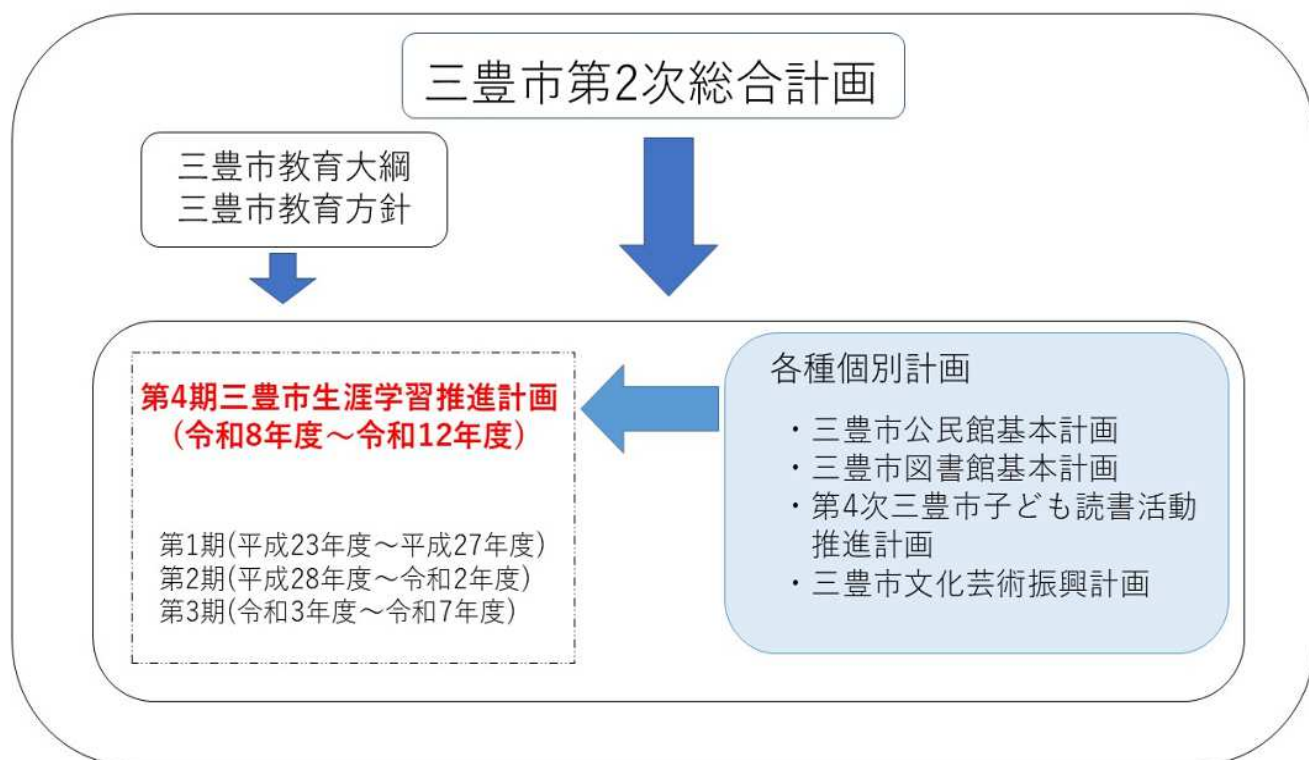 三豊市第2次総合計画
三豊市教育大綱
三豊市教育方針
第4期三豊市生涯学習推進計画
(令和8年度～令和12年度)
第1期(平成23年度～平成27年度)
第2期(平成28年度～令和2年度)
第3期(令和3年度～令和7年度)
各種個別計画
・三豊市公民館基本計画
・三豊市図書館基本計画
・第4次三豊市子ども読書活動
推進計画
・三豊市文化芸術振興計画